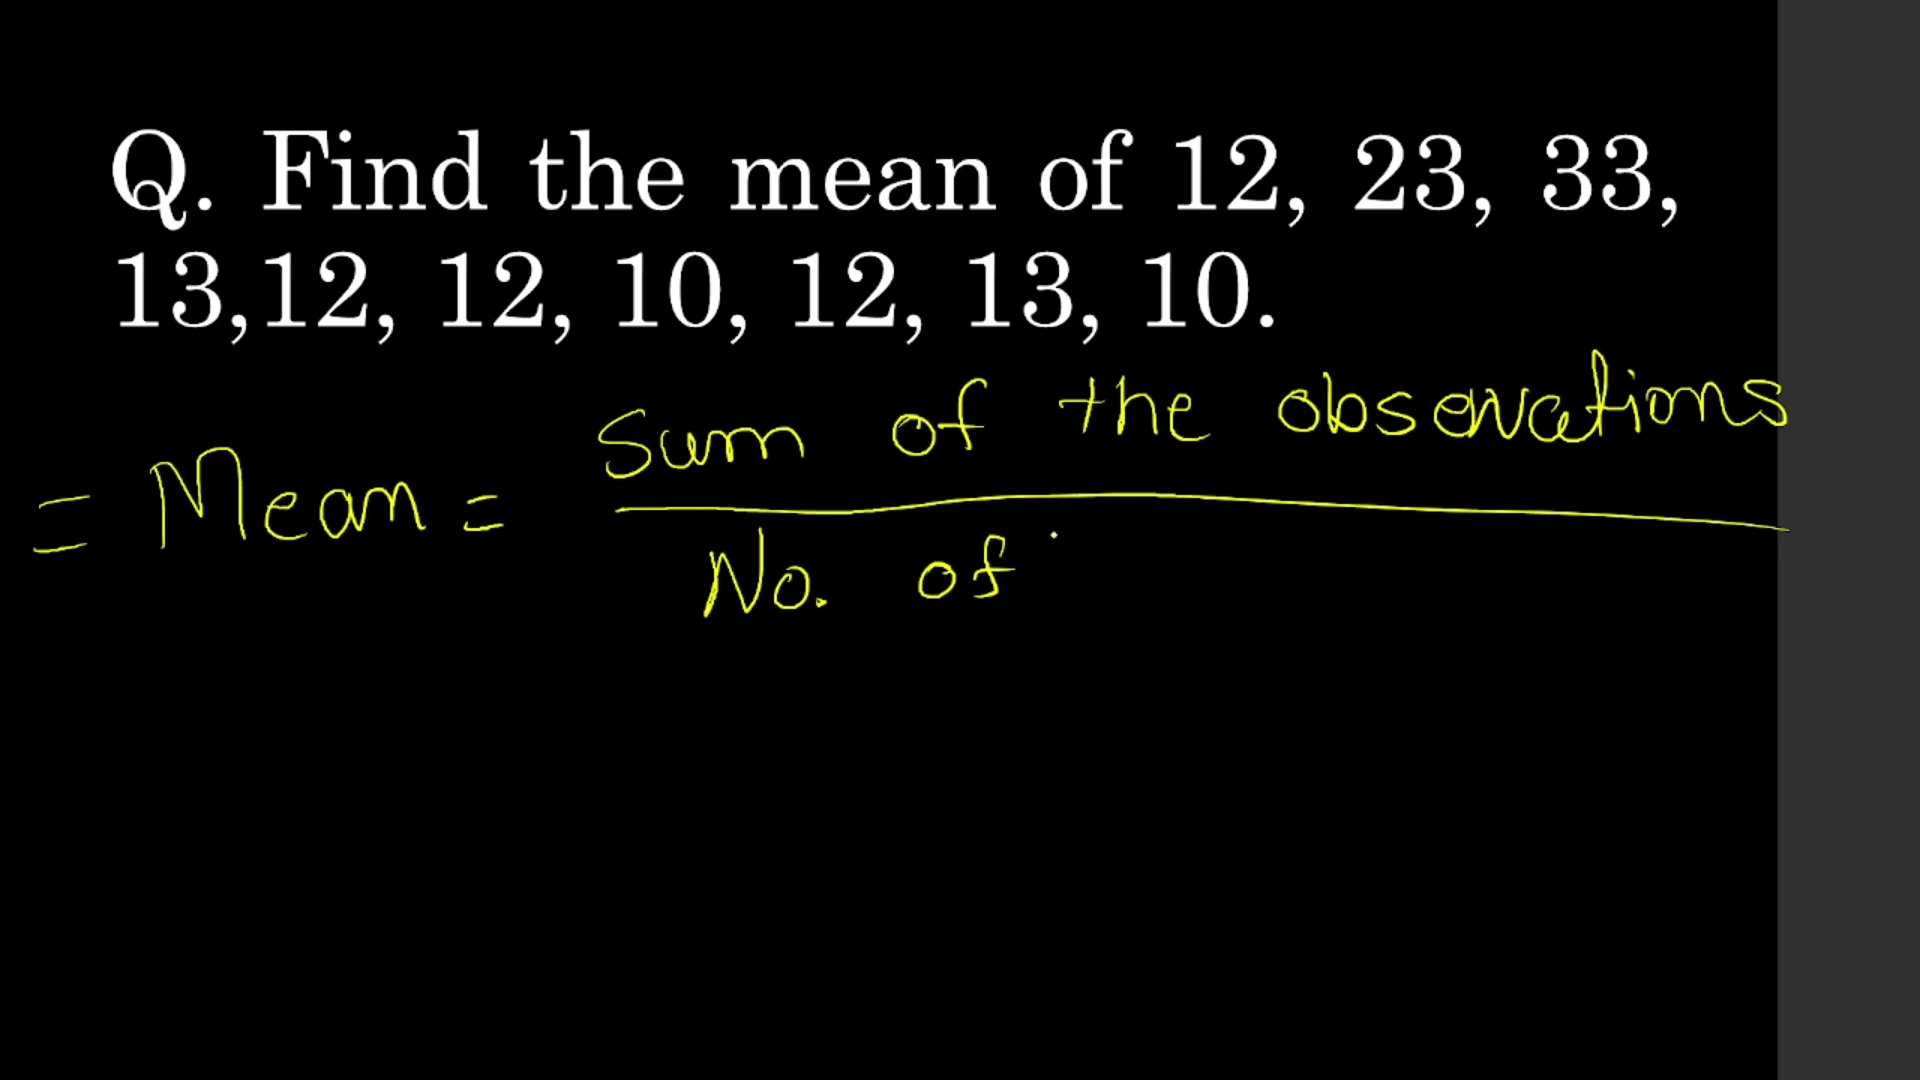 Q. Find the mean of 12, 23, 33,
13,12, 12, 10, 12, 13, 10.
= Mean = Sum of the observations
No. of